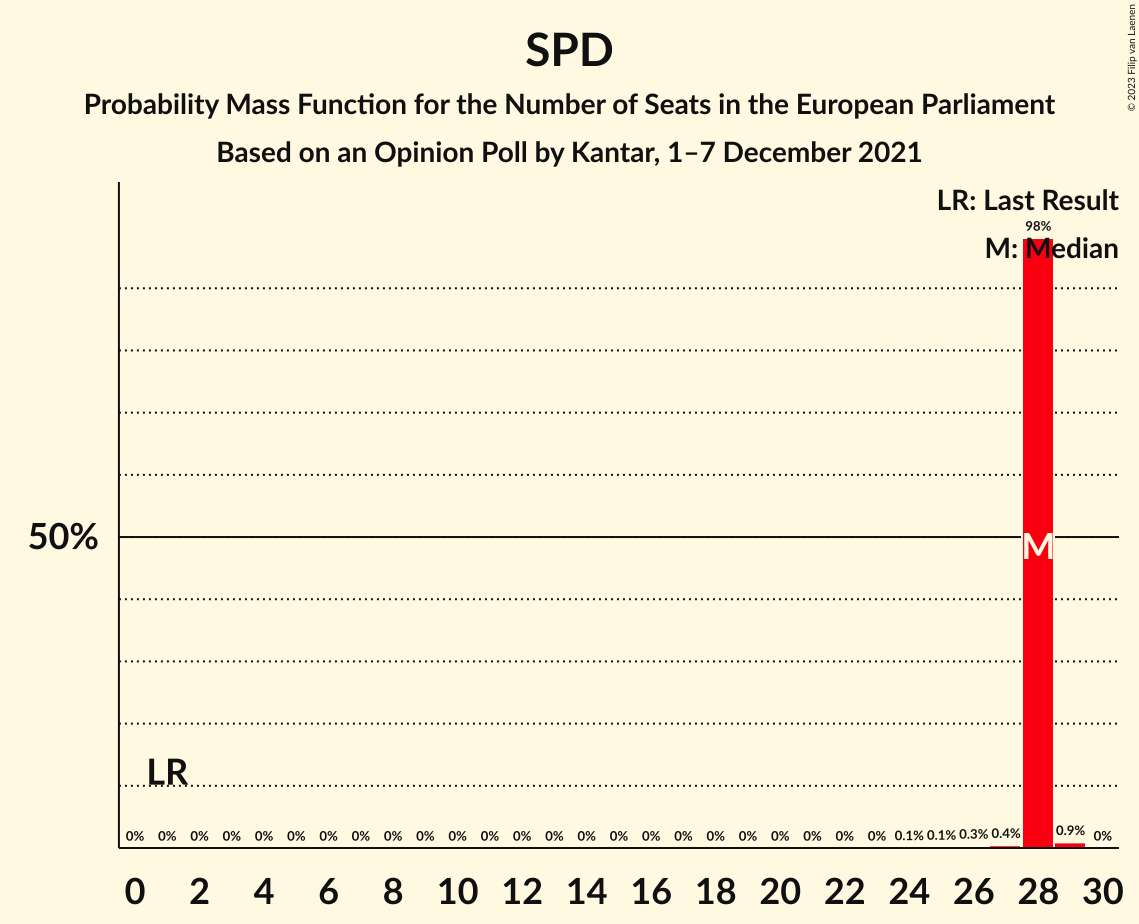 SPD
Probability Mass Function for the Number of Seats in the European Parliament
Based on an Opinion Poll by Kantar, 1–7 December 2021
© 2023 Filip van Laenen
LR: Last Result
98%
M: Median
50%
M
LR
0% 0% 0% 0% 0% 0% 0% 0% 0% 0% 0% 0% 0% 0% 0% 0% 0% 0% 0% 0% 0% 0% 0% 0% 0.1% 0.1% 0.3% 0.4% 0.9% 0%
0 2 4 6 8 10 12 14 16 18 20 22 24 26 28 30